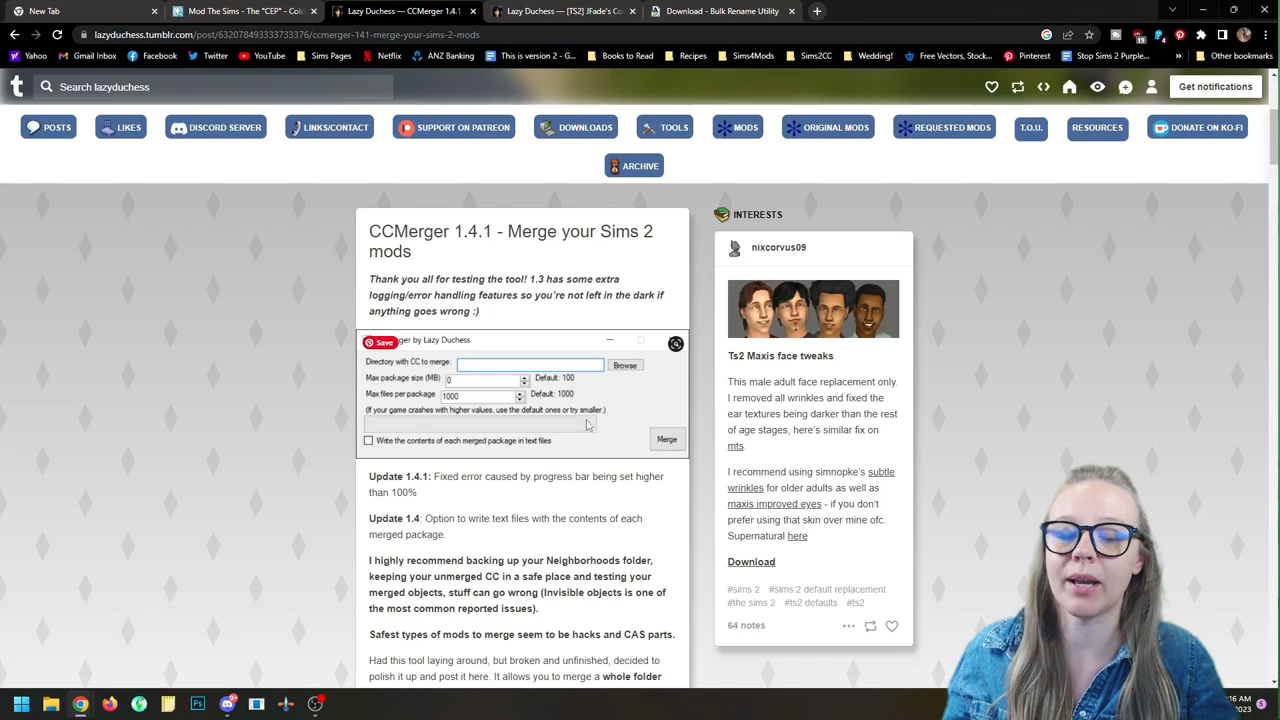 New Tab
Mod The Sims - The "CEP" - Colo
Lazy Duchess — CCMerger 1.4.1
Lazy Duchess — [TS2] JFade's C
Download - Bulk Rename Utility
lazyduchess.tumblr.com/post/632078493333733376/ccmerger-141-merge-your-sims-2-mods
Yahoo
Gmail Inbox
Facebook
Twitter
YouTube
Sims Pages
Netflix
ANZ Banking
This is version 2 - G...
Books to Read
Recipes
Sims4Mods
Sims2CC
Wedding!
Free Vectors, Stock...
Pinterest
Stop Sims 2 Purple...
Other bookmarks
Search lazyduchess
Get notifications
POSTS
LIKES
DISCORD SERVER
LINKS/CONTACT
SUPPORT ON PATREON
DOWNLOADS
TOOLS
MODS
ORIGINAL MODS
REQUESTED MODS
T.O.U.
RESOURCES
DONATE ON KO-FI
ARCHIVE
CCMerger 1.4.1 - Merge your Sims 2
mods
Thank you all for testing the tool! 1.3 has some extra
logging/error handling features so you're not left in the dark if
anything goes wrong :)
Save
ger by Lazy Duchess
Directory with CC to merge:
Browse
Max package size (MB)
0
Default: 100
Max files per package
1000
Default: 1000
(If your game crashes with higher values, use the default ones or try smaller.)
Write the contents of each merged package in text files
Merge
Update 1.4.1: Fixed error caused by progress bar being set higher
than 100%
Update 1.4: Option to write text files with the contents of each
merged package.
I highly recommend backing up your Neighborhoods folder,
keeping your unmerged CC in a safe place and testing your
merged objects, stuff can go wrong (Invisible objects is one of
the most common reported issues).
Safest types of mods to merge seem to be hacks and CAS parts.
Had this tool laying around, but broken and unfinished, decided to
polish it up and post it here. It allows you to merge a whole folder
INTERESTS
nixcorvus09
Ts2 Maxis face tweaks
This male adult face replacement only.
I removed all wrinkles and fixed the
ear textures being darker than the rest
of age stages, here's similar fix on
mts.
I recommend using simnopke's subtle
wrinkles for older adults as well as
maxis improved eyes - if you don't
prefer using that skin over mine ofc.
Supernatural here
Download
#sims 2 #sims 2 default replacement
#the sims 2 #ts2 defaults #ts2
64 notes